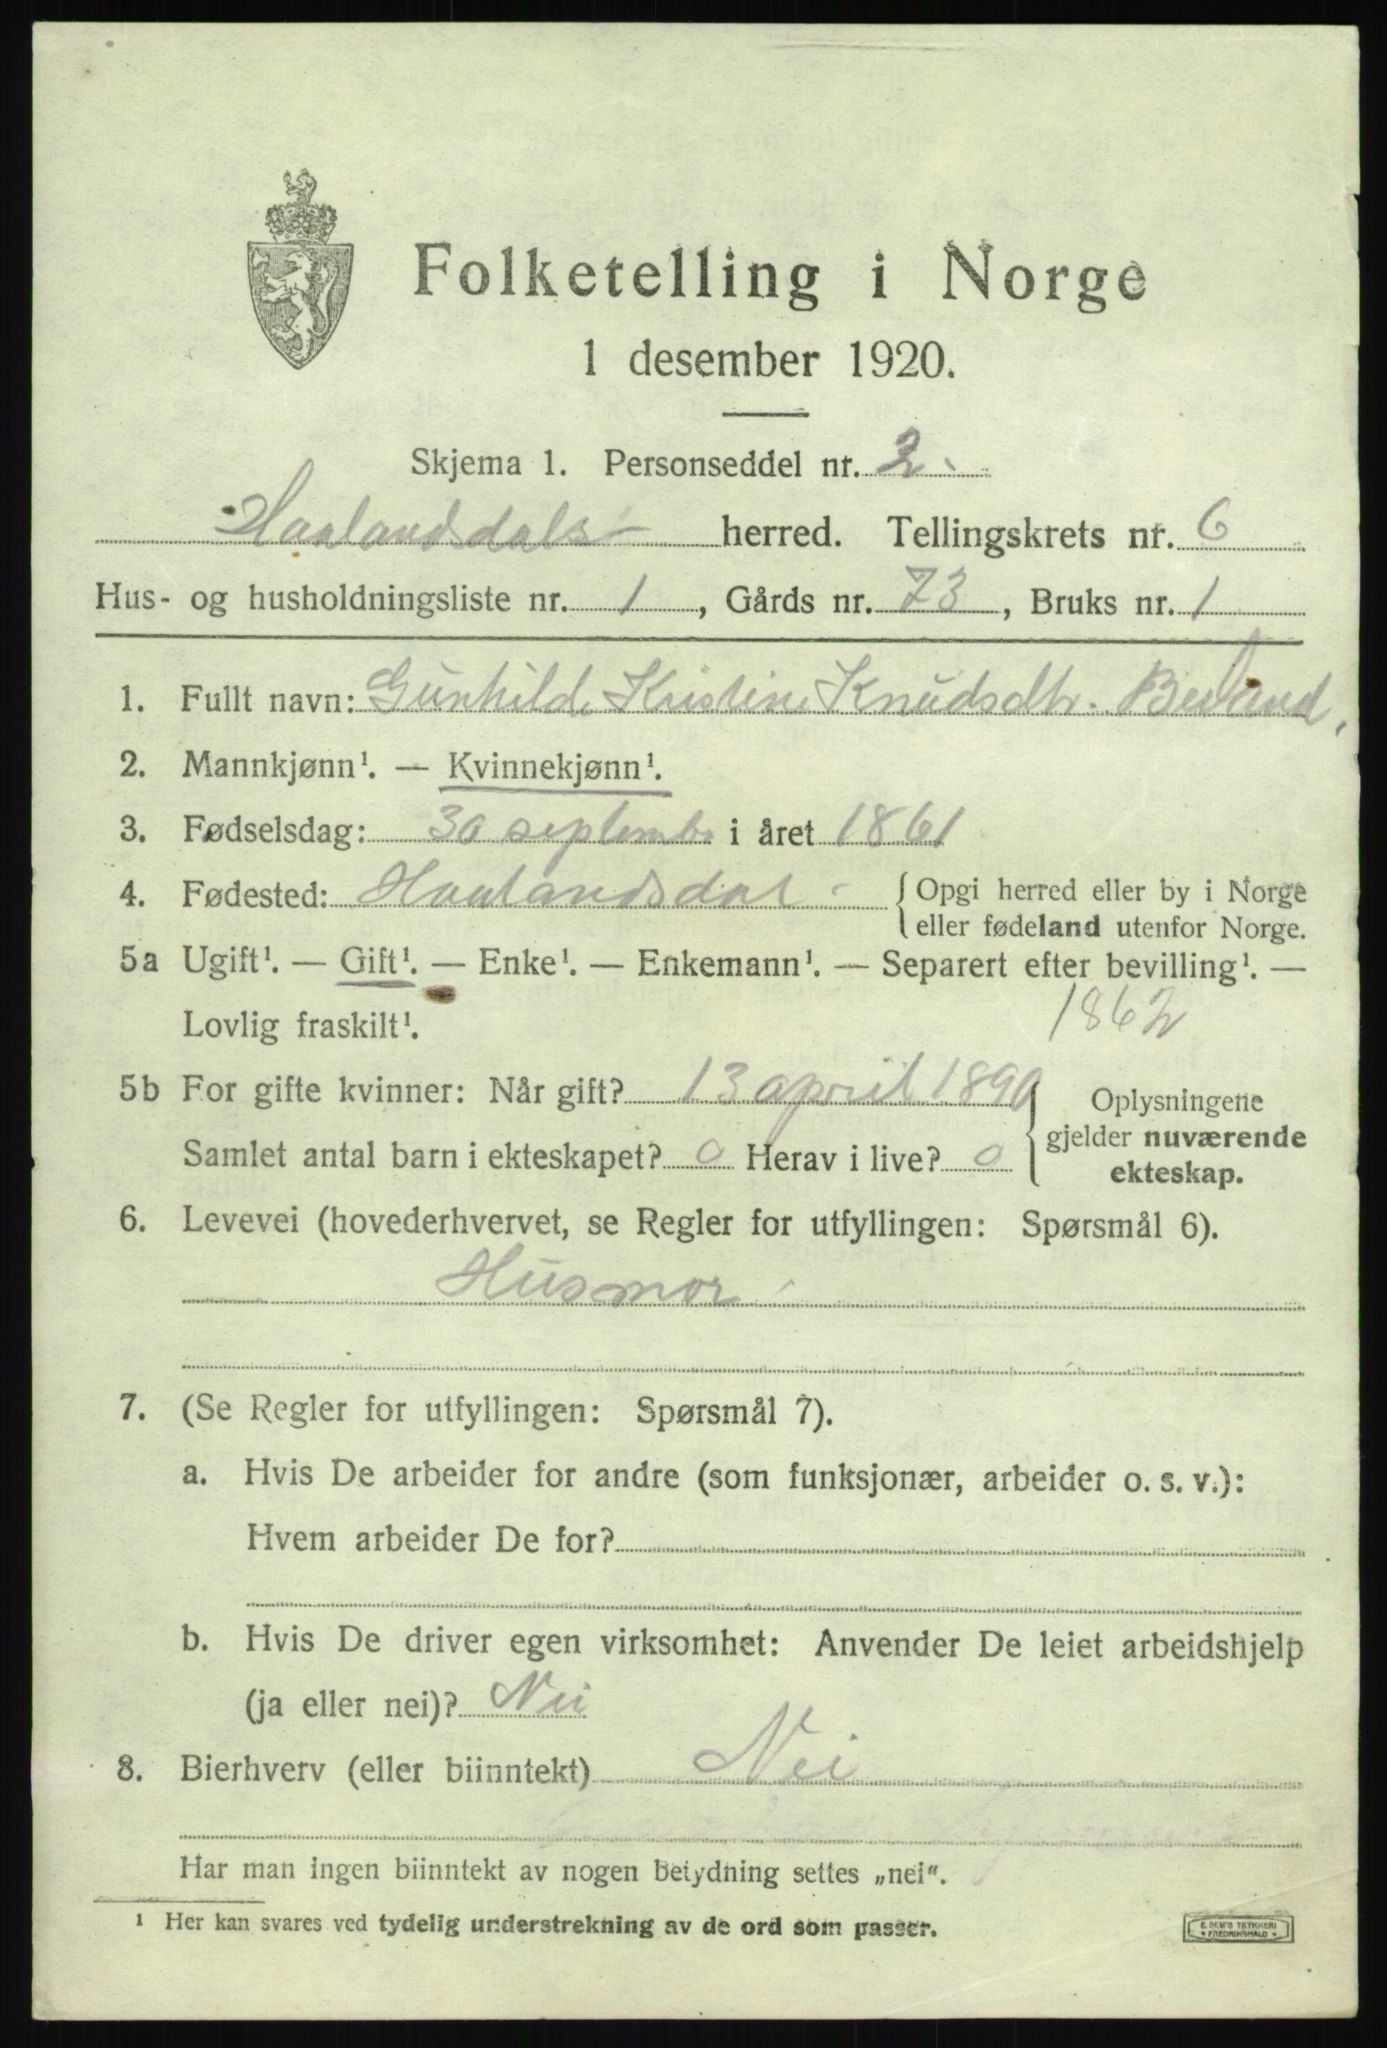 Folketelling i Norge
1 desember 1920.
Skjema 1. Personseddel nr. 2.
Haalandsdals herred. Tellingskrets nr. 6
Hus- og husholdningsliste nr. 1, Gårds nr. 73, Bruks nr. 1
1. Fullt navn: Gunhilde Kristine Knudsdtr.
2. Mannkjønn¹. — Kvinnekjønn¹.
3. Fødselsdag: 30 septembr i året 1861
4. Fødested: Haalandsdal - { Opgi herred eller by i Norge
eller fødeland utenfor Norge.
5a Ugift¹. — Gift¹. — Enke¹. — Enkemann¹. — Separert efter bevilling¹. —
Lovlig fraskilt¹. 1862
5b For gifte kvinner: Når gift? 13 april 1890 { Oplysningene
gjelder nuværende
ekteskap.
Samlet antal barn i ekteskapet? 0 Herav i live? 0
6. Levevei (hovederhvervet, se Regler for utfyllingen: Spørsmål 6).
Husmor
7. (Se Regler for utfyllingen: Spørsmål 7).
a. Hvis De arbeider for andre (som funksjonær, arbeider o. s. v.):
Hvem arbeider De for?
b. Hvis De driver egen virksomhet: Anvender De leiet arbeidshjelp
(ja eller nei)? Nei
8. Bierhverv (eller biinntekt) Nei
Har man ingen biinntekt av nogen betydning settes „nei“.
¹ Her kan svares ved tydelig understrekning av de ord som passer.
E. SEM'S TRYKKERI
* FREDRIKSHALD *